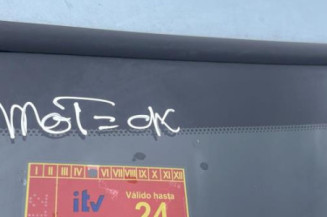 MOT=OK
I II III IV VI VII VIII IX X XI XII
itv
Válido hasta
24